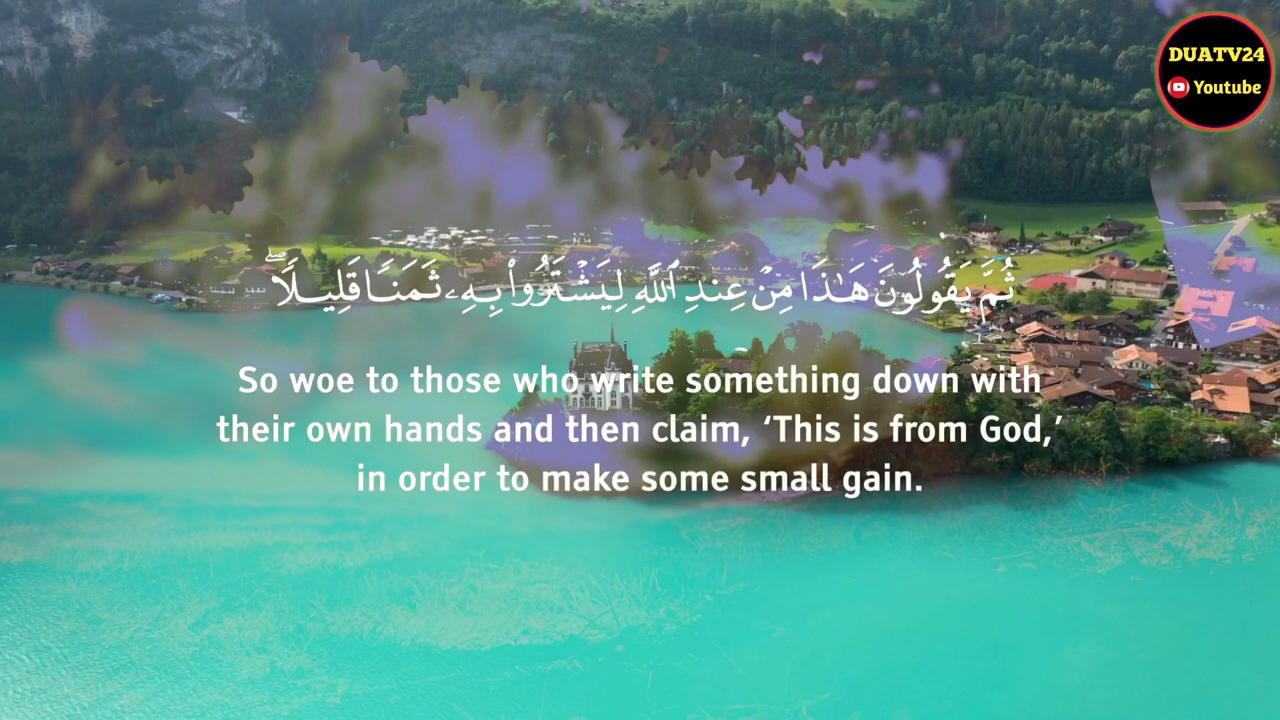 DUATV24
Youtube
ثُمَّ يَقُولُونَ هَـٰذَا مِنْ عِندِ ٱللَّهِ لِيَشْتَرُوا۟ بِهِۦ ثَمَنًا قَلِيلًا ۖ
So woe to those who write something down with
their own hands and then claim, ‘This is from God,’
in order to make some small gain.